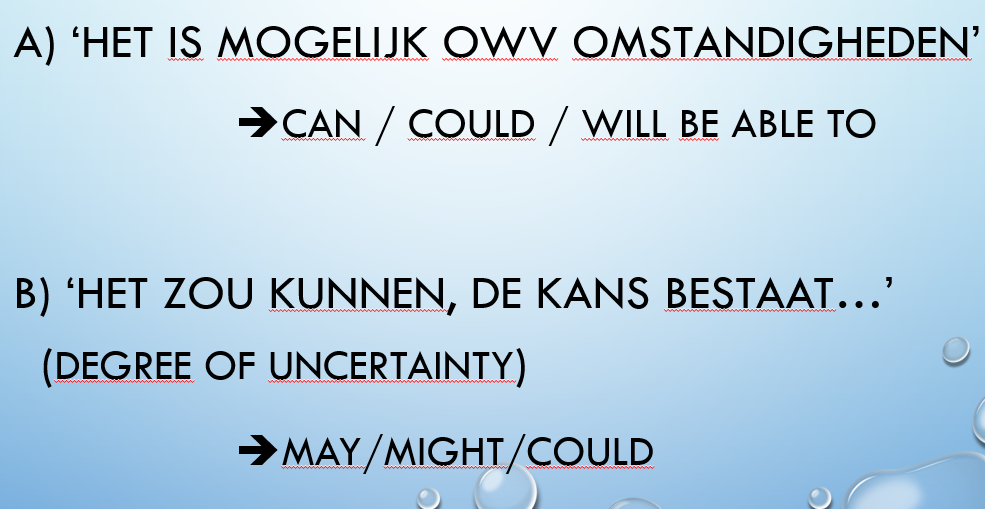 A) ‘HET IS MOGELIJK OWV OMSTANDIGHEDEN’
➔CAN / COULD / WILL BE ABLE TO
B) ‘HET ZOU KUNNEN, DE KANS BESTAAT…’
(DEGREE OF UNCERTAINTY)
➔MAY/MIGHT/COULD